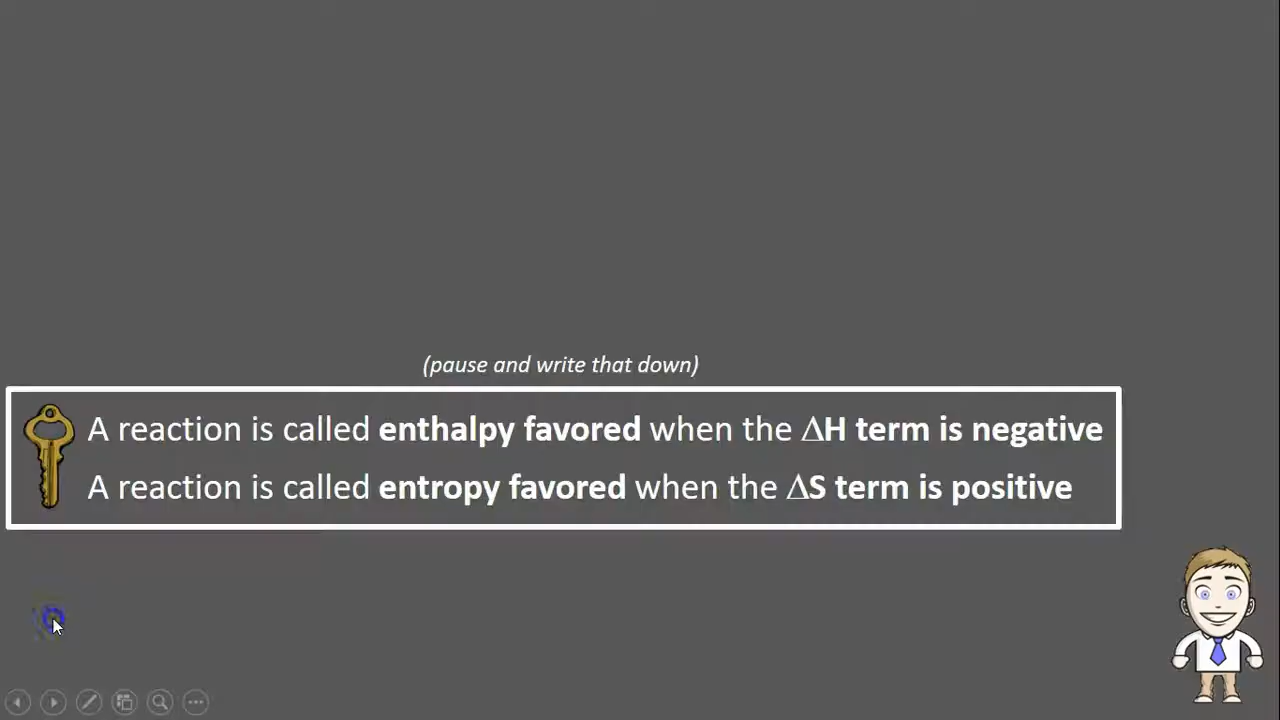 (pause and write that down)
A reaction is called enthalpy favored when the ΔH term is negative
A reaction is called entropy favored when the ΔS term is positive